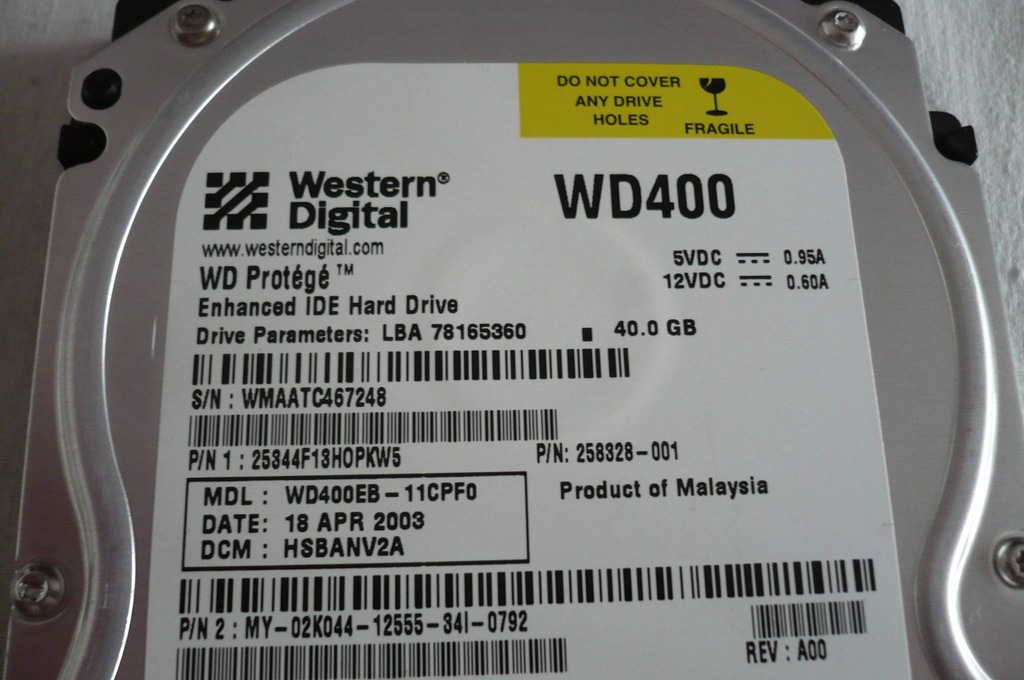 DO NOT COVER
ANY DRIVE
HOLES
FRAGILE
Western®
Digital
WD400
www.westerndigital.com
5VDC 0.95A
WD Protégé™
12VDC 0.60A
Enhanced IDE Hard Drive
Drive Parameters: LBA 78165360 . 40.0 GB
S/N : WMAATC467248
P/N 1 : 25344F13HOPKW5 P/N: 258328-001
MDL : WD400EB-11CPF0
Product of Malaysia
DATE: 18 APR 2003
DCM : HSBANV2A
P/N 2 : MY-02K044-12555-34I-0792
REV : A00